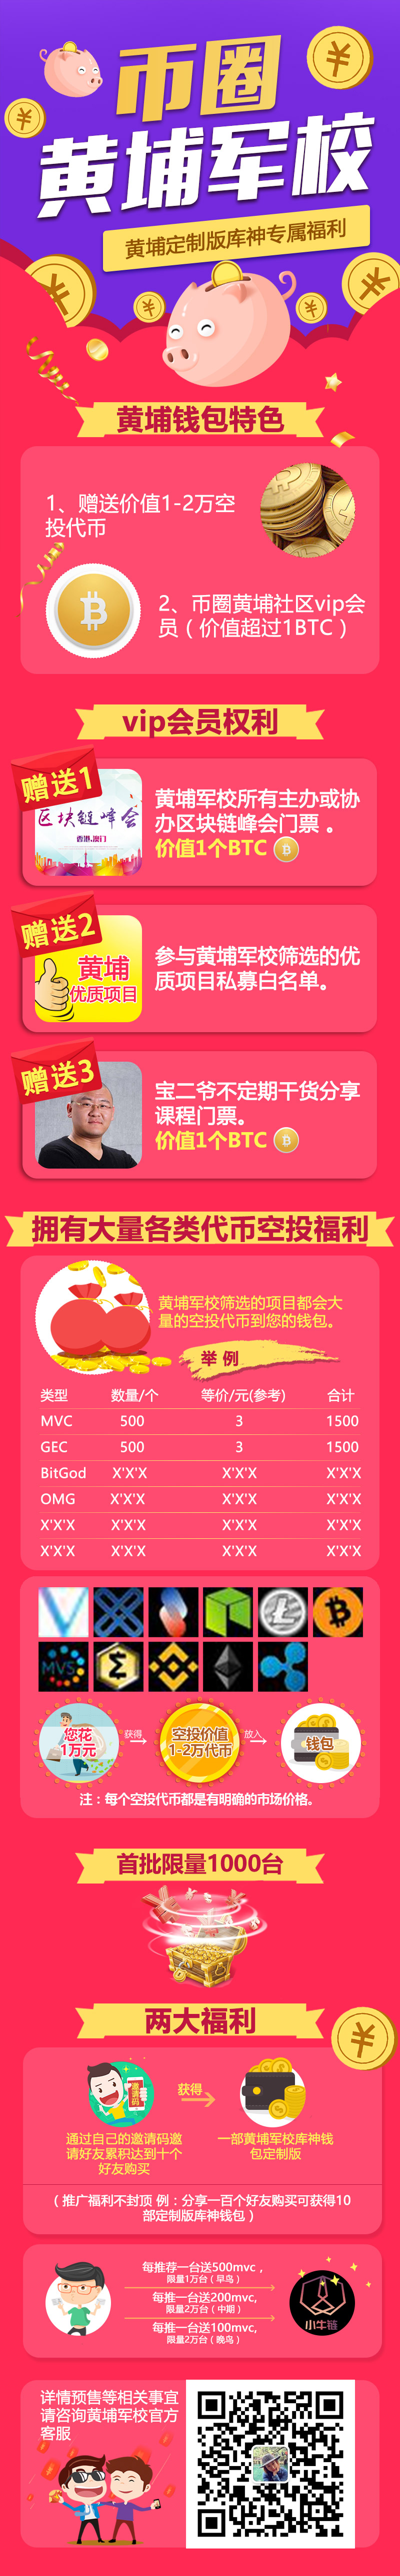 币圈
黄埔军校
黄埔定制版库神专属福利
黄埔钱包特色
1、赠送价值1-2万空
投代币
2、币圈黄埔社区vip会
员（价值超过1BTC）
vip会员权利
赠送1
区块链峰会
香港.澳门
黄埔军校所有主办或协
办区块链峰会门票 。
价值1个BTC
赠送2
黄埔
优质项目
参与黄埔军校筛选的优
质项目私募白名单。
赠送3
宝二爷不定期干货分享
课程门票。
价值1个BTC
拥有大量各类代币空投福利
黄埔军校筛选的项目都会大
量的空投代币到您的钱包。
举 例
类型 数量/个 等价/元(参考) 合计
MVC 500 3 1500
GEC 500 3 1500
BitGod X'X'X X'X'X X'X'X
OMG X'X'X X'X'X X'X'X
X'X'X X'X'X X'X'X X'X'X
X'X'X X'X'X X'X'X X'X'X
MVS
您花
1万元
获得
空投价值
1-2万代币
放入
钱包
注：每个空投代币都是有明确的市场价格。
首批限量1000台
两大福利
邀请码
获得
通过自己的邀请码邀
请好友累积达到十个
好友购买
一部黄埔军校库神钱
包定制版
（推广福利不封顶 例：分享一百个好友购买可获得10
部定制版库神钱包）
每推荐一台送500mvc，
限量1万台（早鸟）
每推一台送200mvc,
限量2万台（中期）
每推一台送100mvc,
限量2万台（晚鸟）
小牛链
详情预售等相关事宜
请咨询黄埔军校官方
客服